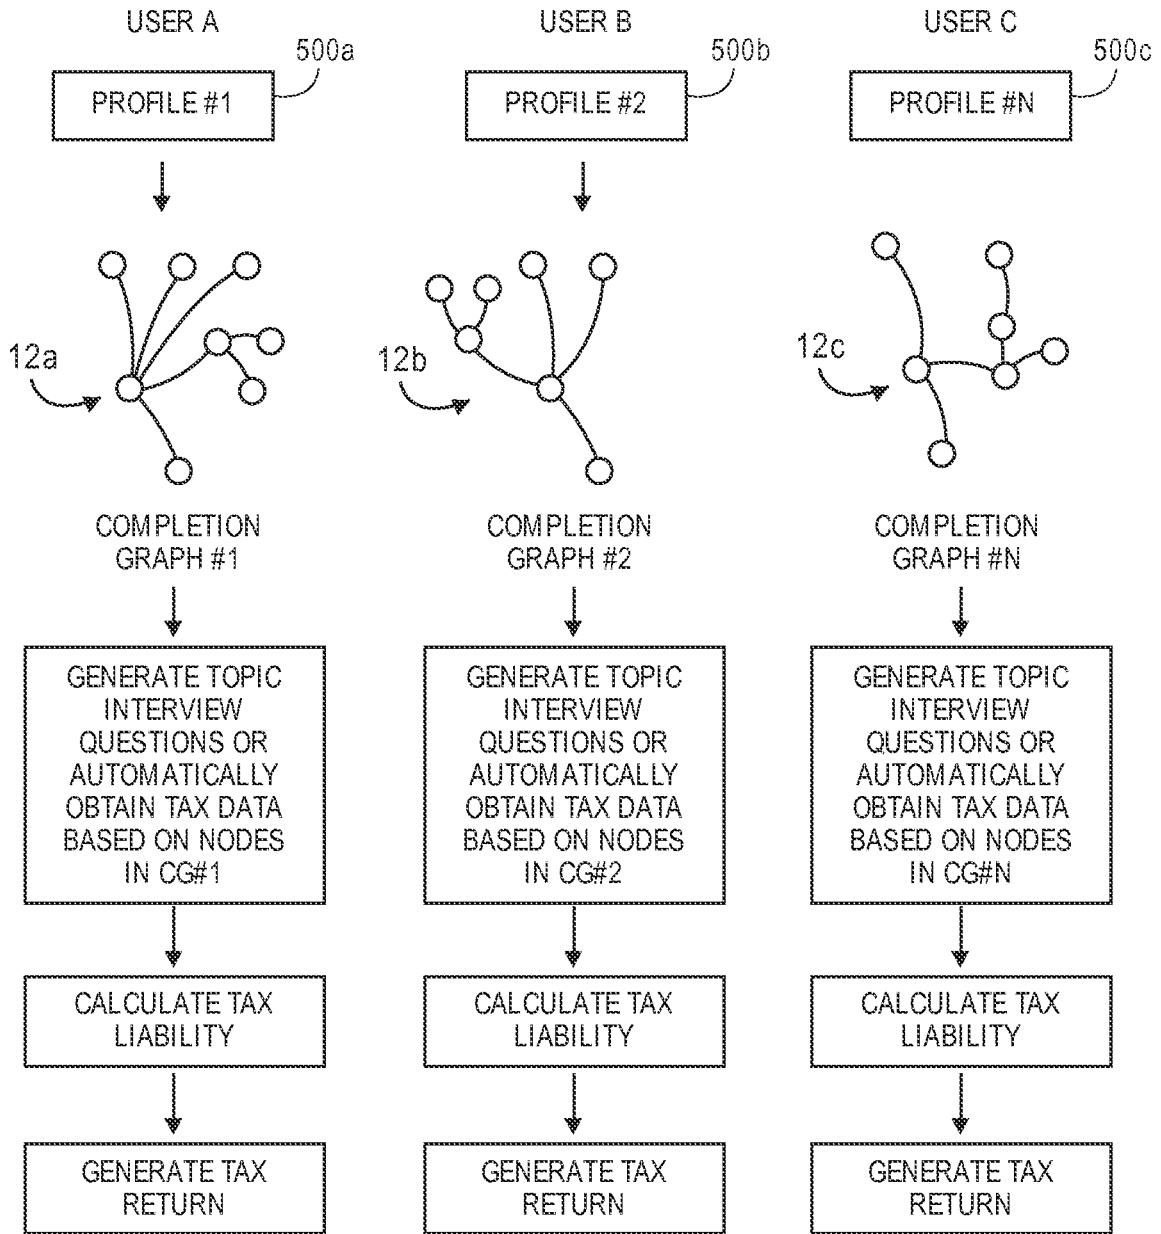 USER A
500a
PROFILE #1
12a
COMPLETION
GRAPH #1
GENERATE TOPIC
INTERVIEW
QUESTIONS OR
AUTOMATICALLY
OBTAIN TAX DATA
BASED ON NODES
IN CG#1
CALCULATE TAX
LIABILITY
GENERATE TAX
RETURN
USER B
500b
PROFILE #2
12b
COMPLETION
GRAPH #2
GENERATE TOPIC
INTERVIEW
QUESTIONS OR
AUTOMATICALLY
OBTAIN TAX DATA
BASED ON NODES
IN CG#2
CALCULATE TAX
LIABILITY
GENERATE TAX
RETURN
USER C
500c
PROFILE #N
12c
COMPLETION
GRAPH #N
GENERATE TOPIC
INTERVIEW
QUESTIONS OR
AUTOMATICALLY
OBTAIN TAX DATA
BASED ON NODES
IN CG#N
CALCULATE TAX
LIABILITY
GENERATE TAX
RETURN